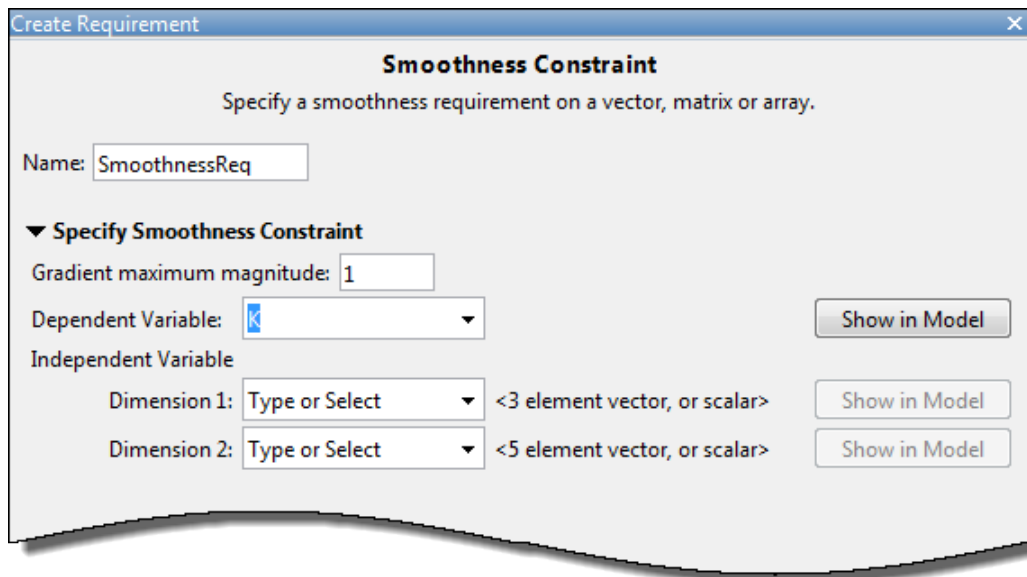 Create Requirement
Smoothness Constraint
Specify a smoothness requirement on a vector, matrix or array.
Name: SmoothnessReq
Specify Smoothness Constraint
Gradient maximum magnitude: 1
Dependent Variable: K Show in Model
Independent Variable
Dimension 1: Type or Select <3 element vector, or scalar> Show in Model
Dimension 2: Type or Select <5 element vector, or scalar> Show in Model